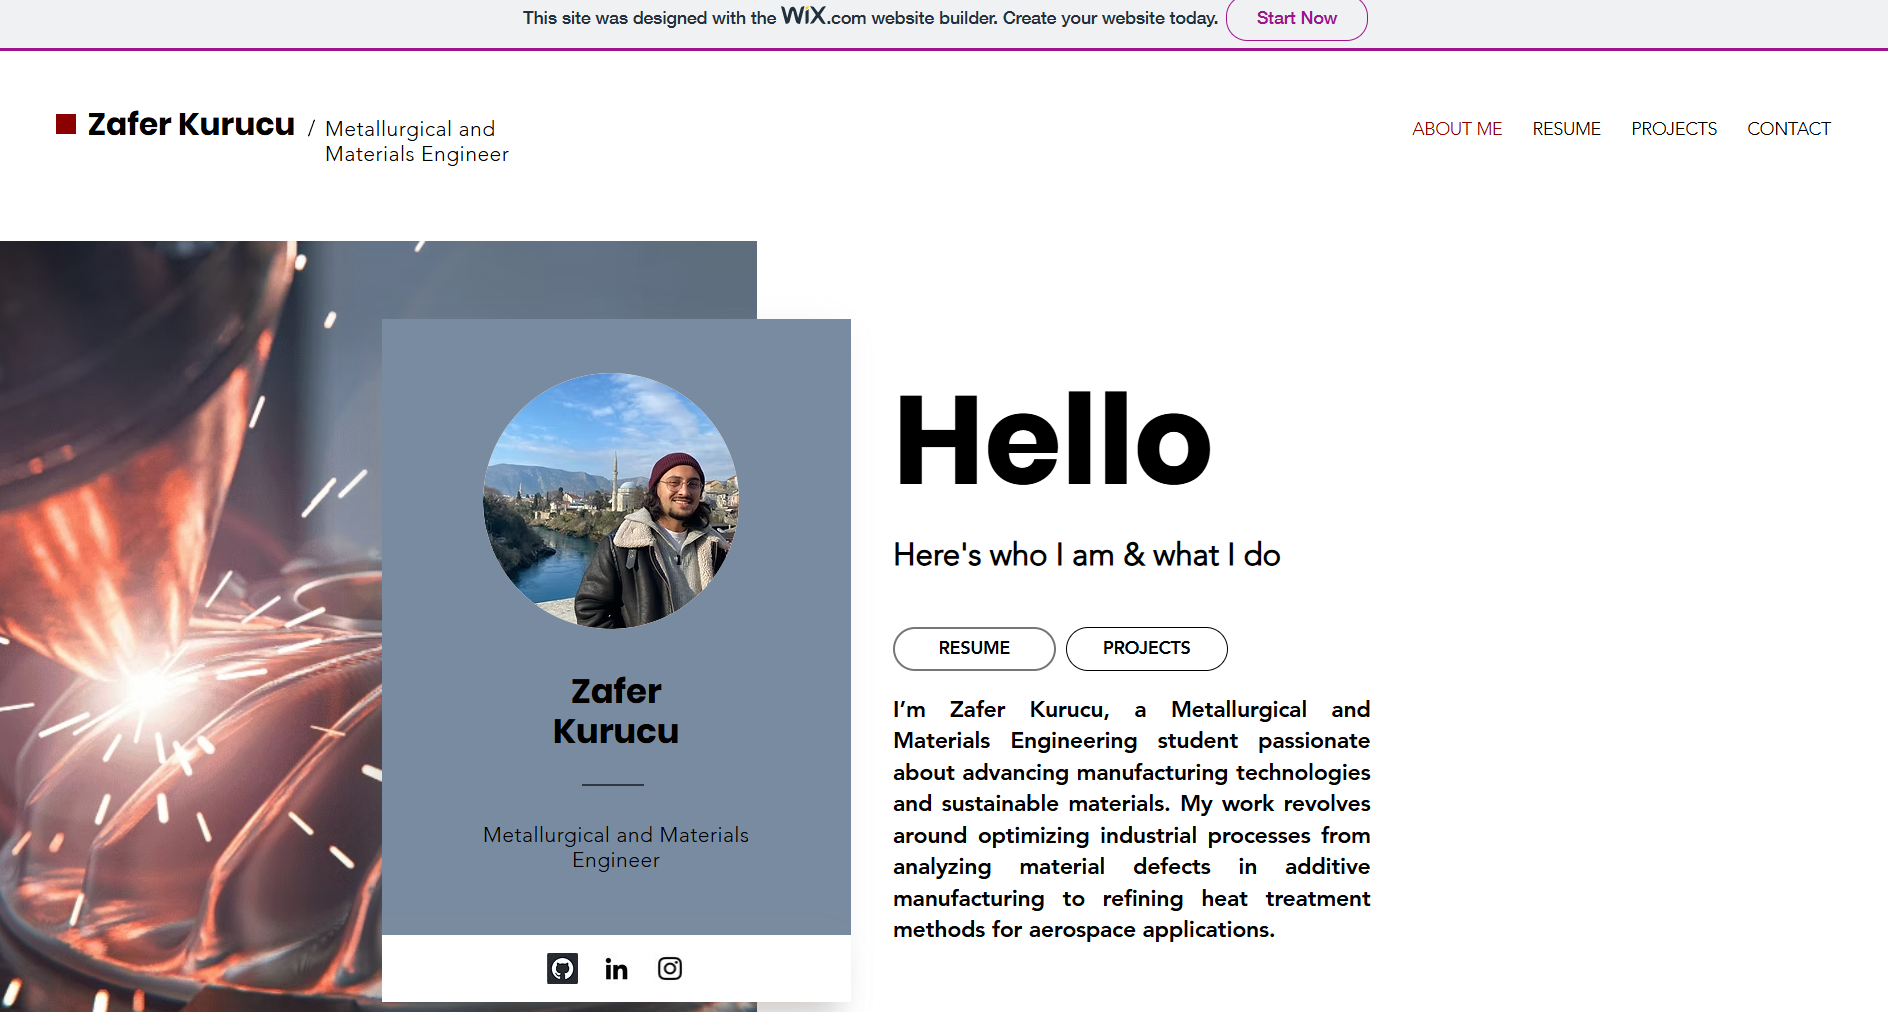 This site was designed with the WiX.com website builder. Create your website today. Start Now
Zafer Kurucu / Metallurgical and
Materials Engineer
ABOUT ME RESUME PROJECTS CONTACT
Zafer
Kurucu
Metallurgical and Materials
Engineer
in
Hello
Here's who I am & what I do
RESUME PROJECTS
I’m Zafer Kurucu, a Metallurgical and
Materials Engineering student passionate
about advancing manufacturing technologies
and sustainable materials. My work revolves
around optimizing industrial processes from
analyzing material defects in additive
manufacturing to refining heat treatment
methods for aerospace applications.